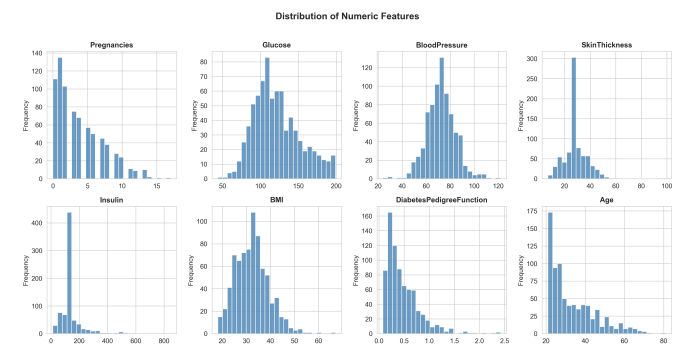 Distribution of Numeric Features
Pregnancies
Glucose
BloodPressure
SkinThickness
Frequency
140
120
100
80
60
40
20
0
0 5 10 15
Frequency
80
70
60
50
40
30
20
10
0
50 100 150 200
Frequency
120
100
80
60
40
20
0
20 40 60 80 100 120
Frequency
300
250
200
150
100
50
0
20 40 60 80 100
Insulin
BMI
DiabetesPedigreeFunction
Age
Frequency
400
300
200
100
0
0 200 400 600 800
Frequency
100
80
60
40
20
0
20 30 40 50 60
Frequency
160
140
120
100
80
60
40
20
0
0.0 0.5 1.0 1.5 2.0 2.5
Frequency
175
150
125
100
75
50
25
0
20 40 60 80